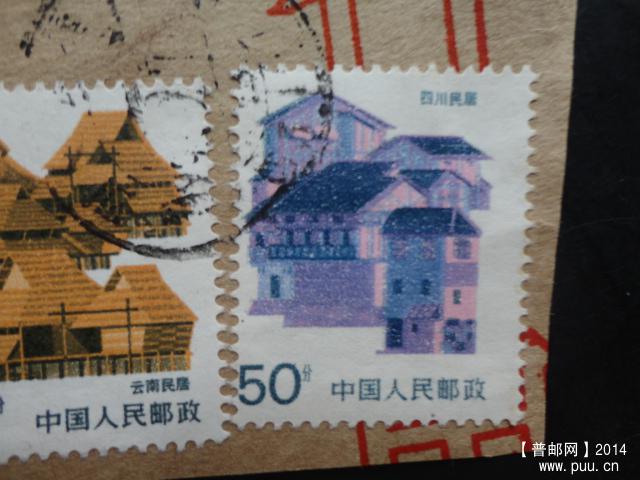 四川民居
50分
中国人民邮政
云南民居
分
中国人民邮政
【普邮网】2014
www.puu.cn